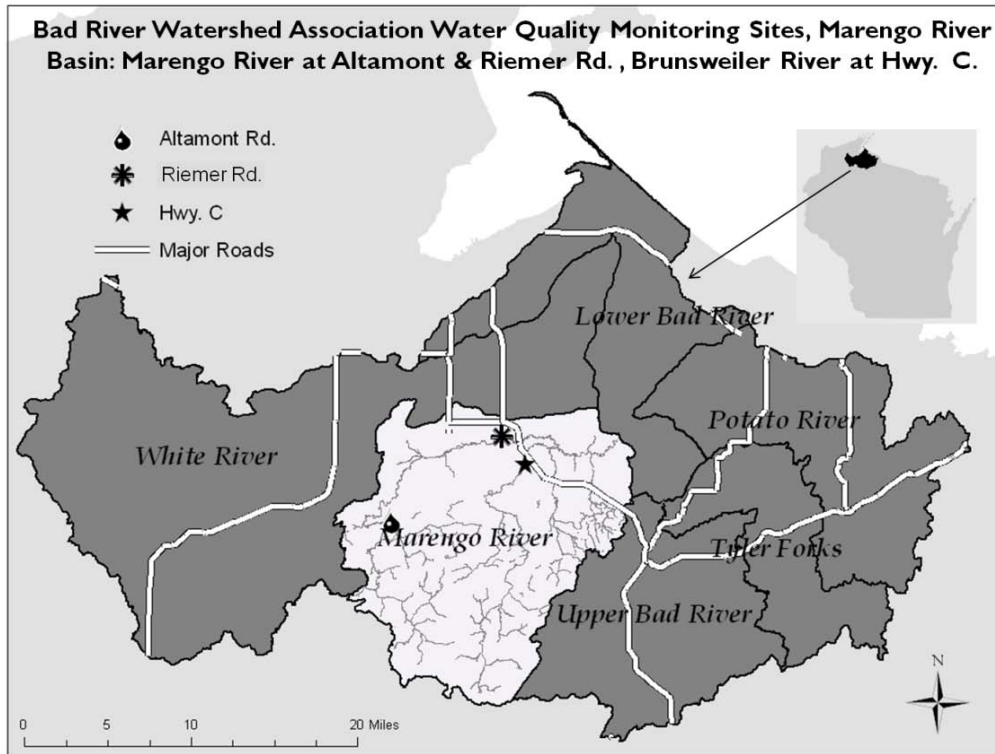 Bad River Watershed Association Water Quality Monitoring Sites, Marengo River
Basin: Marengo River at Altamont & Riemer Rd. , Brunsweiler River at Hwy. C.
Altamont Rd.
Riemer Rd.
Hwy. C
Major Roads
Lower Bad River
Potato River
White River
Marengo River
Tyler Forks
Upper Bad River
N
0 5 10 20 Miles